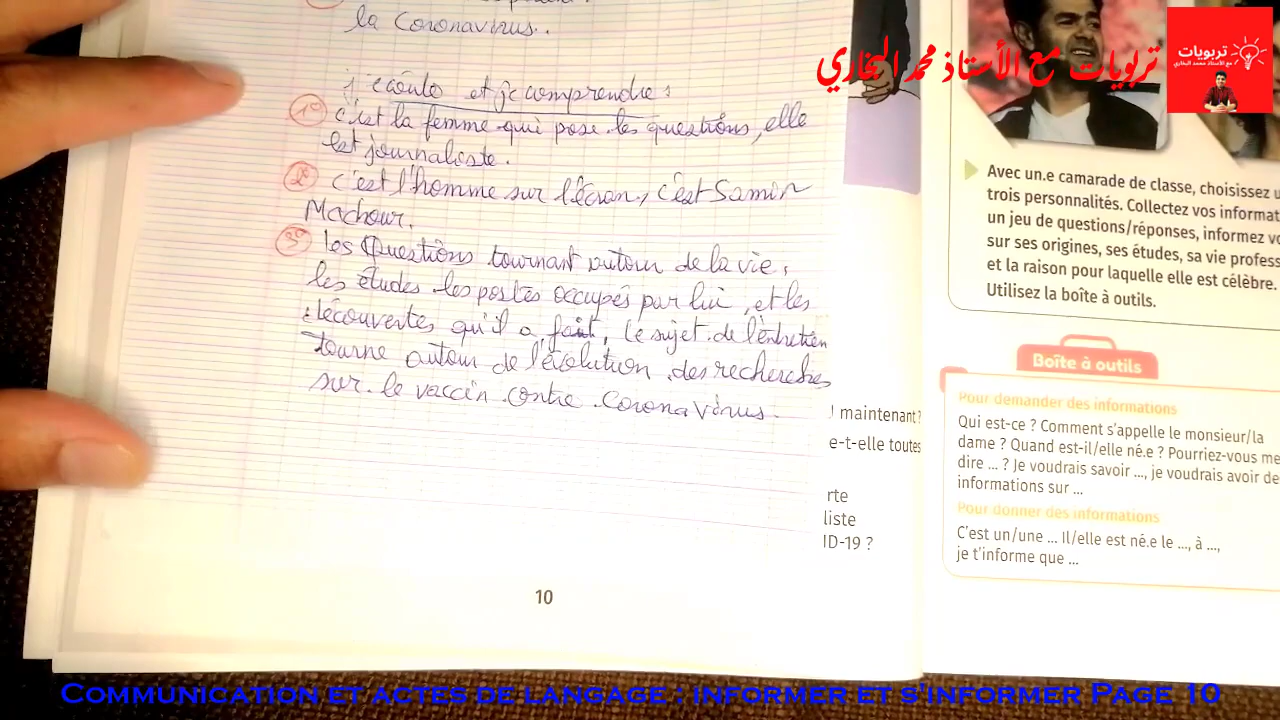 la Coronavirus.
j'écoute et je comprends :
1° c'est la femme qui pose les questions, elle
est journaliste.
2° c'est l'homme sur l'écran, c'est Samir
Machour.
3° les Questions tournant autour de la vie,
les études les postes occupés par lui, et les
découvertes qu'il a fait, le sujet de l'entretien
tourne autour de l'évolution des recherches
sur le vaccin contre Coronavirus.
maintenant ?
e-t-elle toutes
rte
liste
ID-19 ?
10
تربويات مع الأستاذ محمد البخاري
تربويات
مع الأستاذ محمد البخاري
Avec un.e camarade de classe, choisissez u
trois personnalités. Collectez vos informat
un jeu de questions/réponses, informez vo
sur ses origines, ses études, sa vie profess
et la raison pour laquelle elle est célèbre.
Utilisez la boîte à outils.
Boîte à outils
Pour demander des informations
Qui est-ce ? Comment s'appelle le monsieur/la
dame ? Quand est-il/elle né.e ? Pourriez-vous me
dire ... ? Je voudrais savoir ..., je voudrais avoir de
informations sur ...
Pour donner des informations
C'est un/une ... Il/elle est né.e le ..., à ...,
je t'informe que ...
Communication et actes de langage : informer et s'informer Page 10